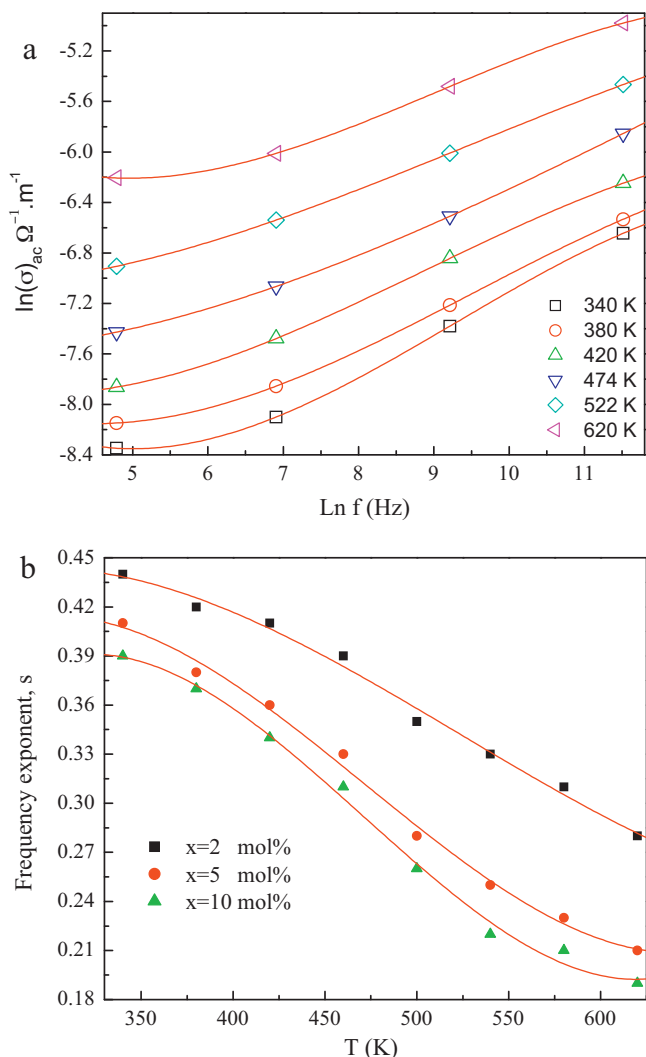 a
-5.2
-5.6
-6.0
-6.4
-6.8
-7.2
-7.6
-8.0
-8.4
ln(σ)ac Ω⁻¹.m⁻¹
340 K
380 K
420 K
474 K
522 K
620 K
5 6 7 8 9 10 11
Ln f (Hz)
b
0.45
0.42
0.39
0.36
0.33
0.30
0.27
0.24
0.21
0.18
Frequency exponent, s
x=2 mol%
x=5 mol%
x=10 mol%
350 400 450 500 550 600
T (K)